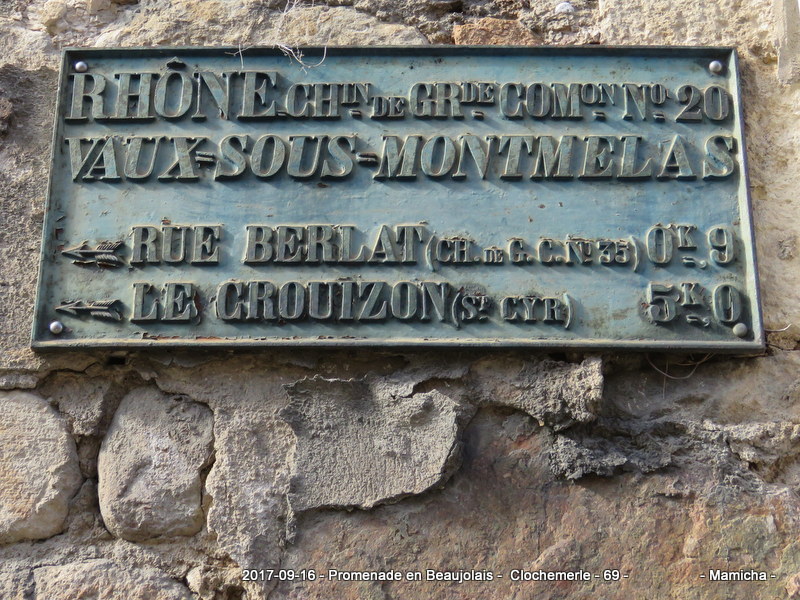 RHÔNE-CHIN DE GRDE COMON NO 20
VAUX=SOUS=MONTMELAS
RUE BERLAT (CH. DE G. C. NO 35) 0K,9
LE CROUIZON (ST CYR) 5K,0
2017-09-16 - Promenade en Beaujolais - Clochemerle - 69 - - Mamicha -